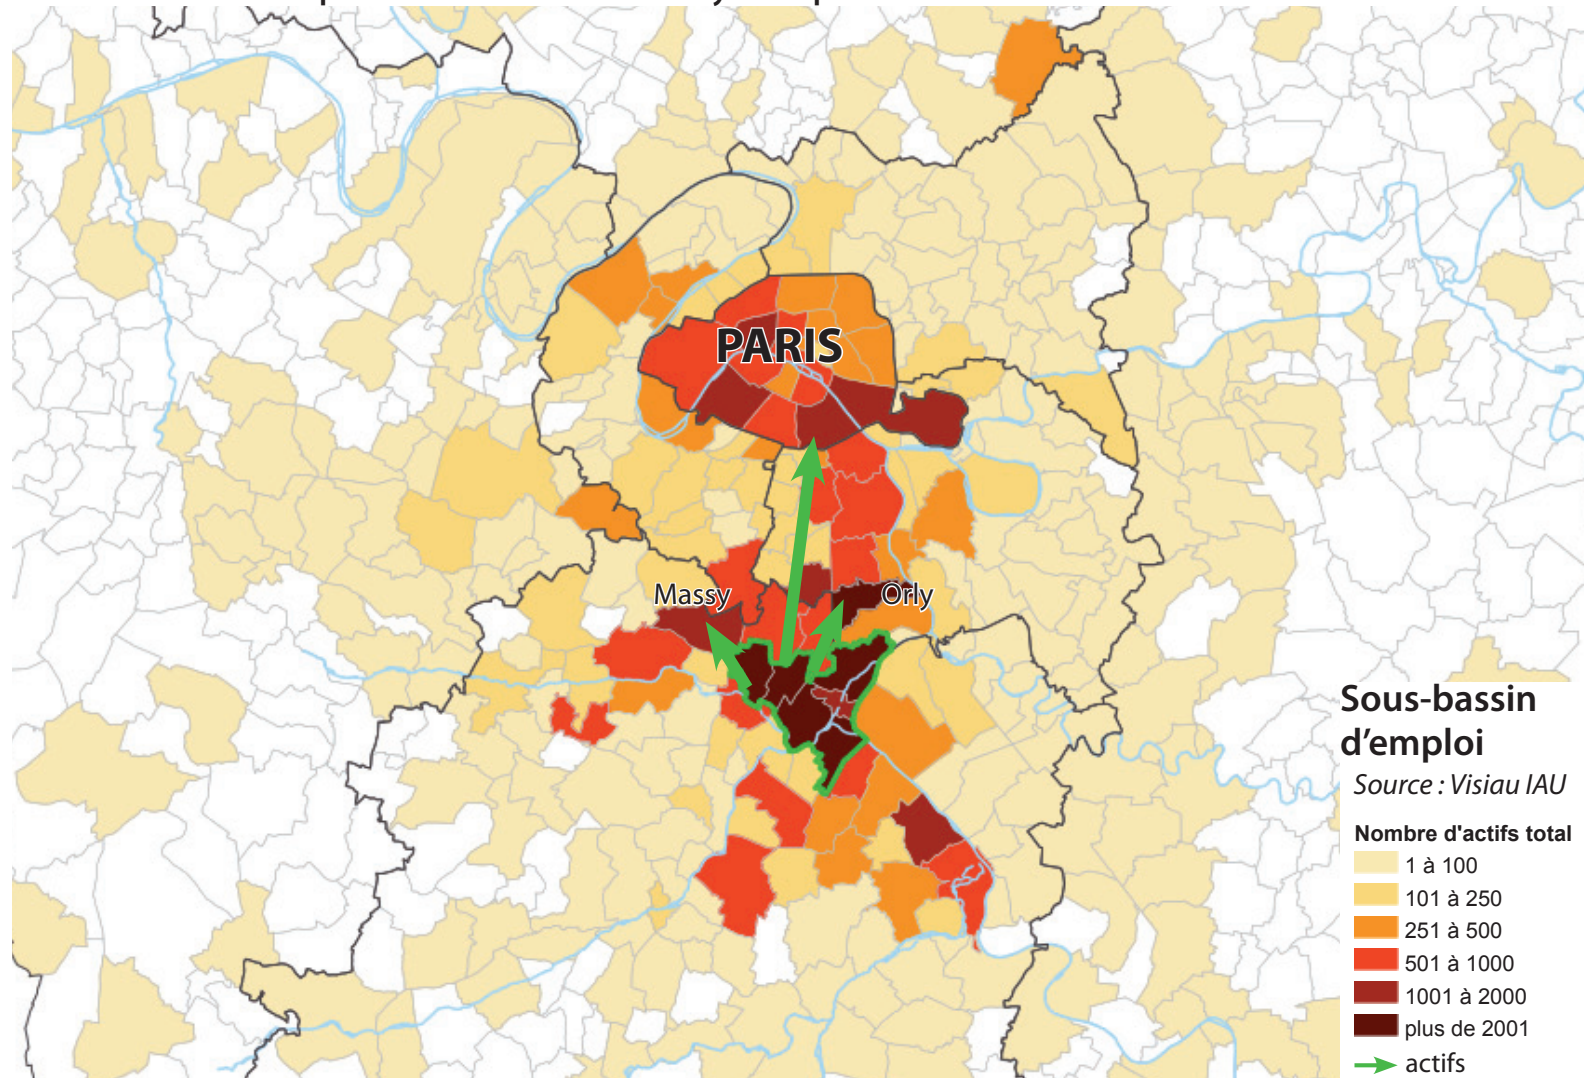 PARIS
Massy
Orly
Sous-bassin
d'emploi
Source : Visiau IAU
Nombre d'actifs total
1 à 100
101 à 250
251 à 500
501 à 1000
1001 à 2000
plus de 2001
actifs